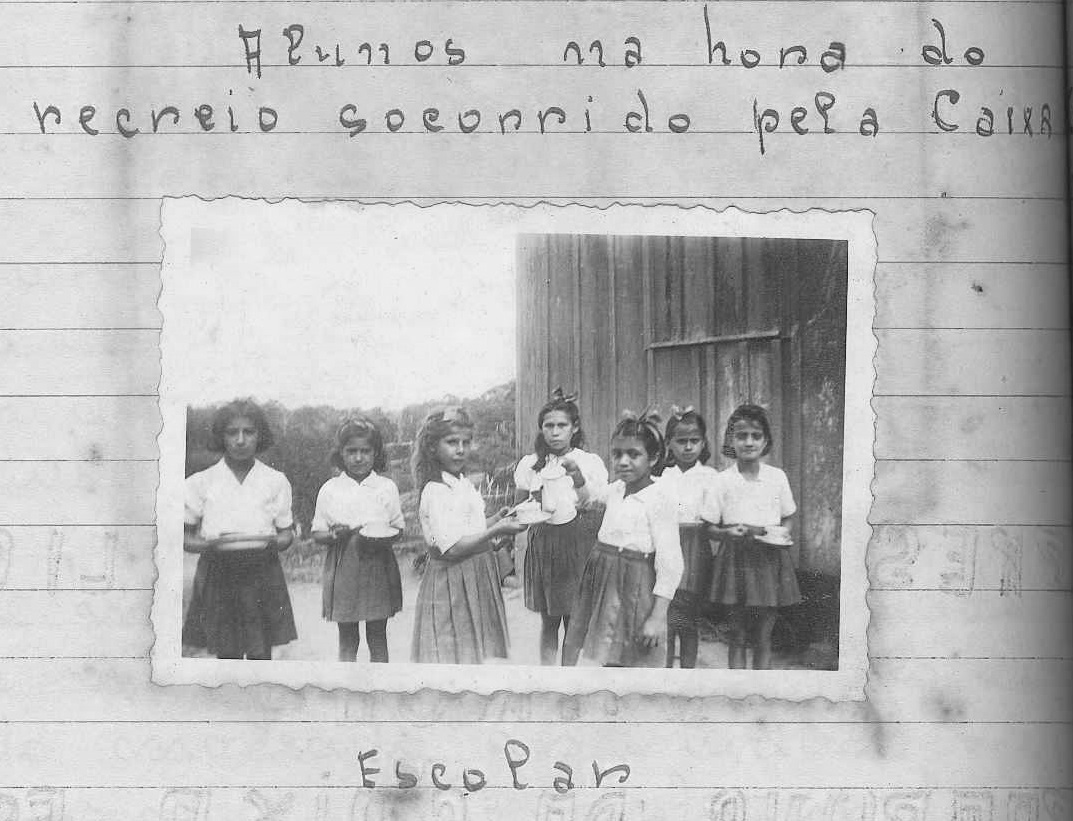 Alunos na hora do
recreio socorrido pela Caixa
Escolar